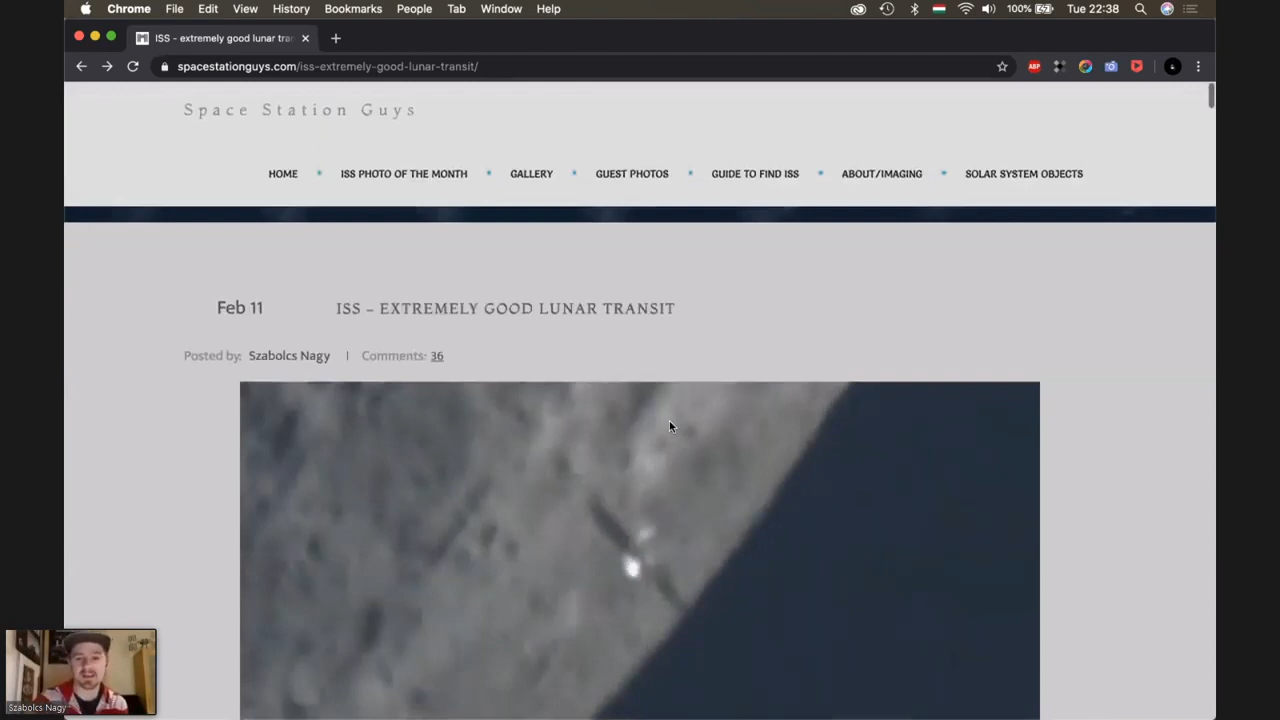 Chrome File Edit View History Bookmarks People Tab Window Help 100% Tue 22:38
ISS - extremely good lunar tran
spacestationguys.com/iss-extremely-good-lunar-transit/ ABP
Space Station Guys
HOME ISS PHOTO OF THE MONTH GALLERY GUEST PHOTOS GUIDE TO FIND ISS ABOUT/IMAGING SOLAR SYSTEM OBJECTS
Feb 11 ISS – EXTREMELY GOOD LUNAR TRANSIT
Posted by: Szabolcs Nagy | Comments: 36
Szabolcs Nagy